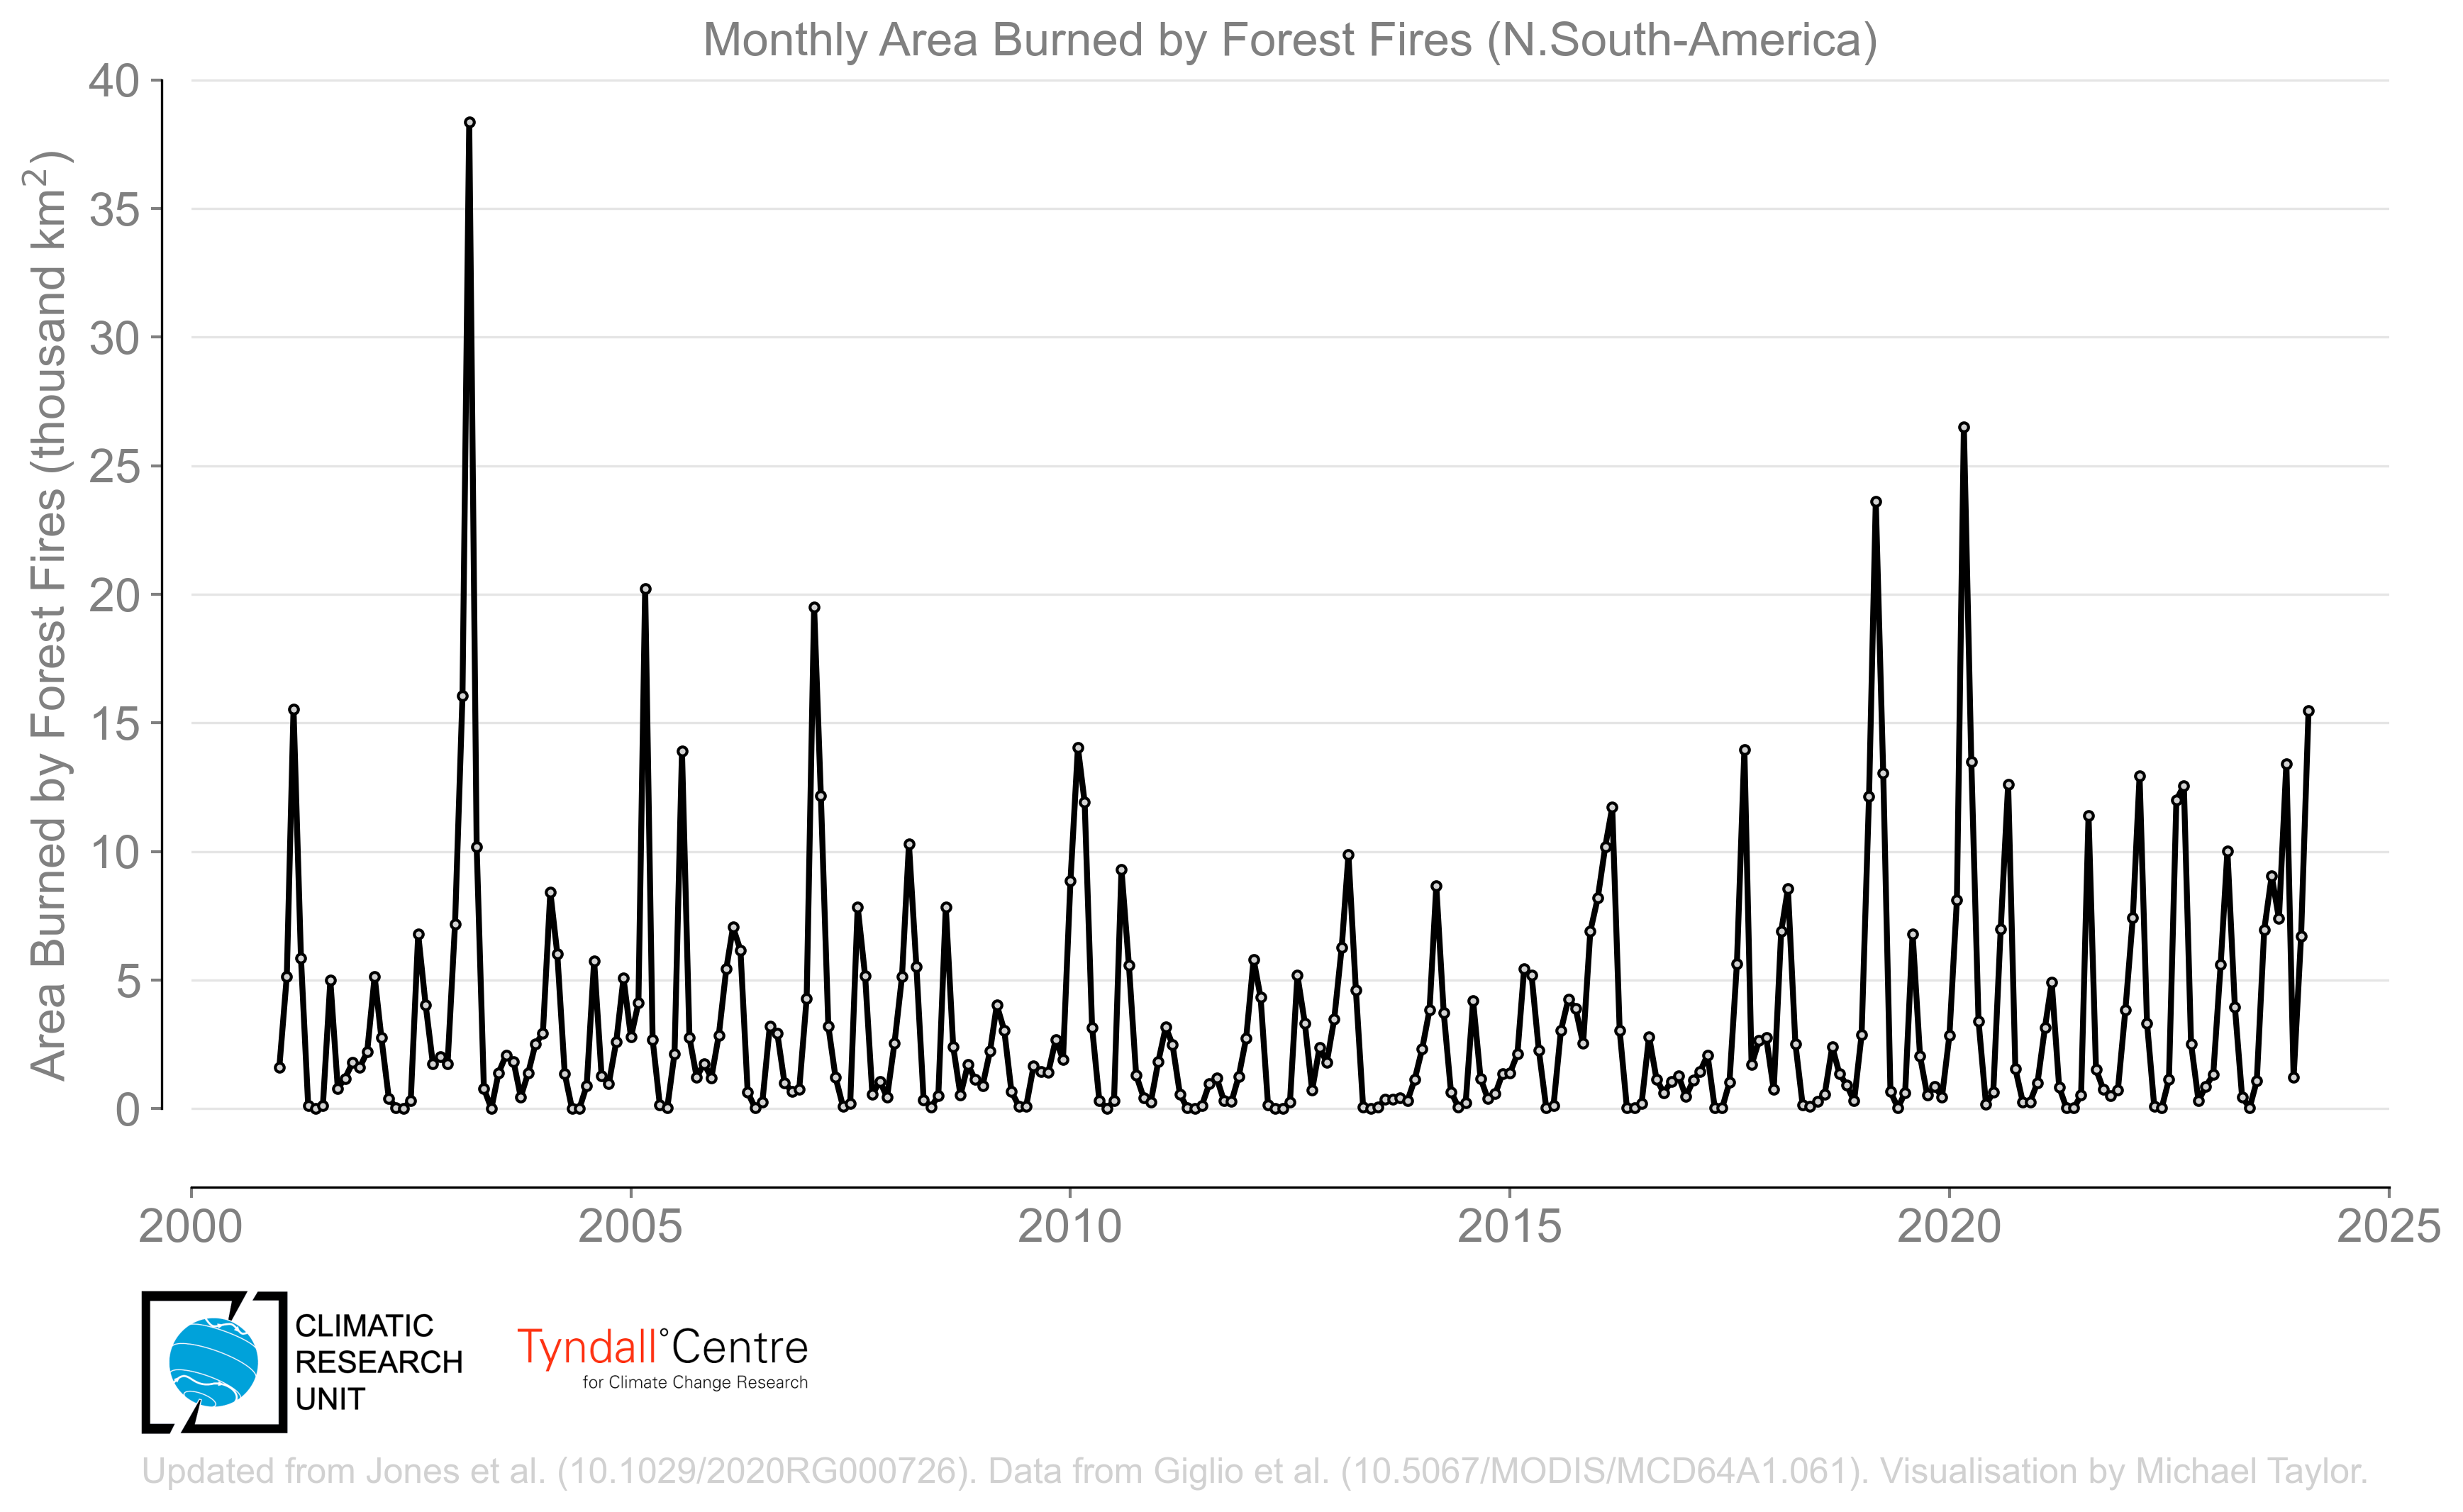 Monthly Area Burned by Forest Fires (N.South-America)
Area Burned by Forest Fires (thousand km²)
40
35
30
25
20
15
10
5
0
2000 2005 2010 2015 2020 2025
CLIMATIC
RESEARCH
UNIT
Tyndall°Centre
for Climate Change Research
Updated from Jones et al. (10.1029/2020RG000726). Data from Giglio et al. (10.5067/MODIS/MCD64A1.061). Visualisation by Michael Taylor.